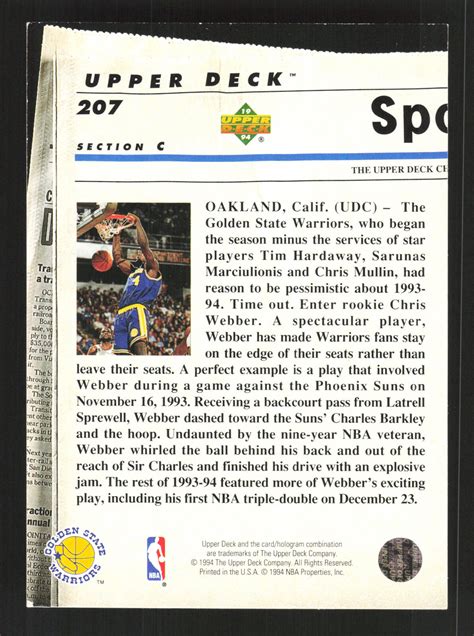 UPPER DECK™
207
19
UPPER
DECK
94
®
Spo
SECTION C
THE UPPER DECK
OAKLAND, Calif. (UDC) – The
Golden State Warriors, who began
the season minus the services of star
players Tim Hardaway, Sarunas
Marciulionis and Chris Mullin, had
reason to be pessimistic about 1993-
94. Time out. Enter rookie Chris
Webber. A spectacular player,
Webber has made Warriors fans stay
on the edge of their seats rather than
leave their seats. A perfect example is a play that involved
Webber during a game against the Phoenix Suns on
November 16, 1993. Receiving a backcourt pass from Latrell
Sprewell, Webber dashed toward the Suns' Charles Barkley
and the hoop. Undaunted by the nine-year NBA veteran,
Webber whirled the ball behind his back and out of the
reach of Sir Charles and finished his drive with an explosive
jam. The rest of 1993-94 featured more of Webber's exciting
play, including his first NBA triple-double on December 23.
GOLDEN STATE
WARRIORS
NBA
Upper Deck and the card/hologram combination
are trademarks of The Upper Deck Company.
© 1994 The Upper Deck Company. All Rights Reserved.
Printed in the U.S.A. © 1994 NBA Properties, Inc.